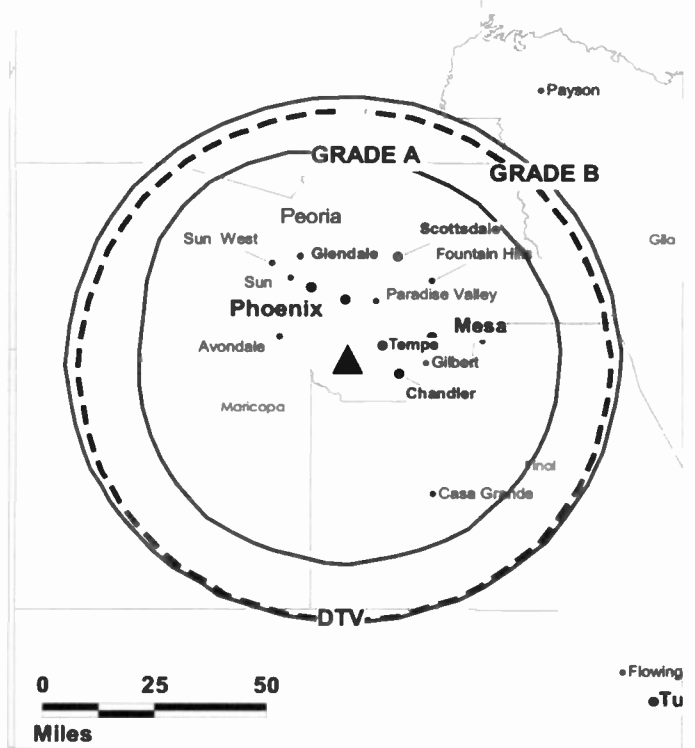 Payson
GRADE A
GRADE B
Peoria
Scottsdale
Sun West
Glendale
Fountain Hills
Gila
Sun
Paradise Valley
Phoenix
Mesa
Avondale
Tempe
Gilbert
Chandler
Maricopa
Pinal
Casa Grande
DTV
Flowing
Tu
0 25 50
Miles